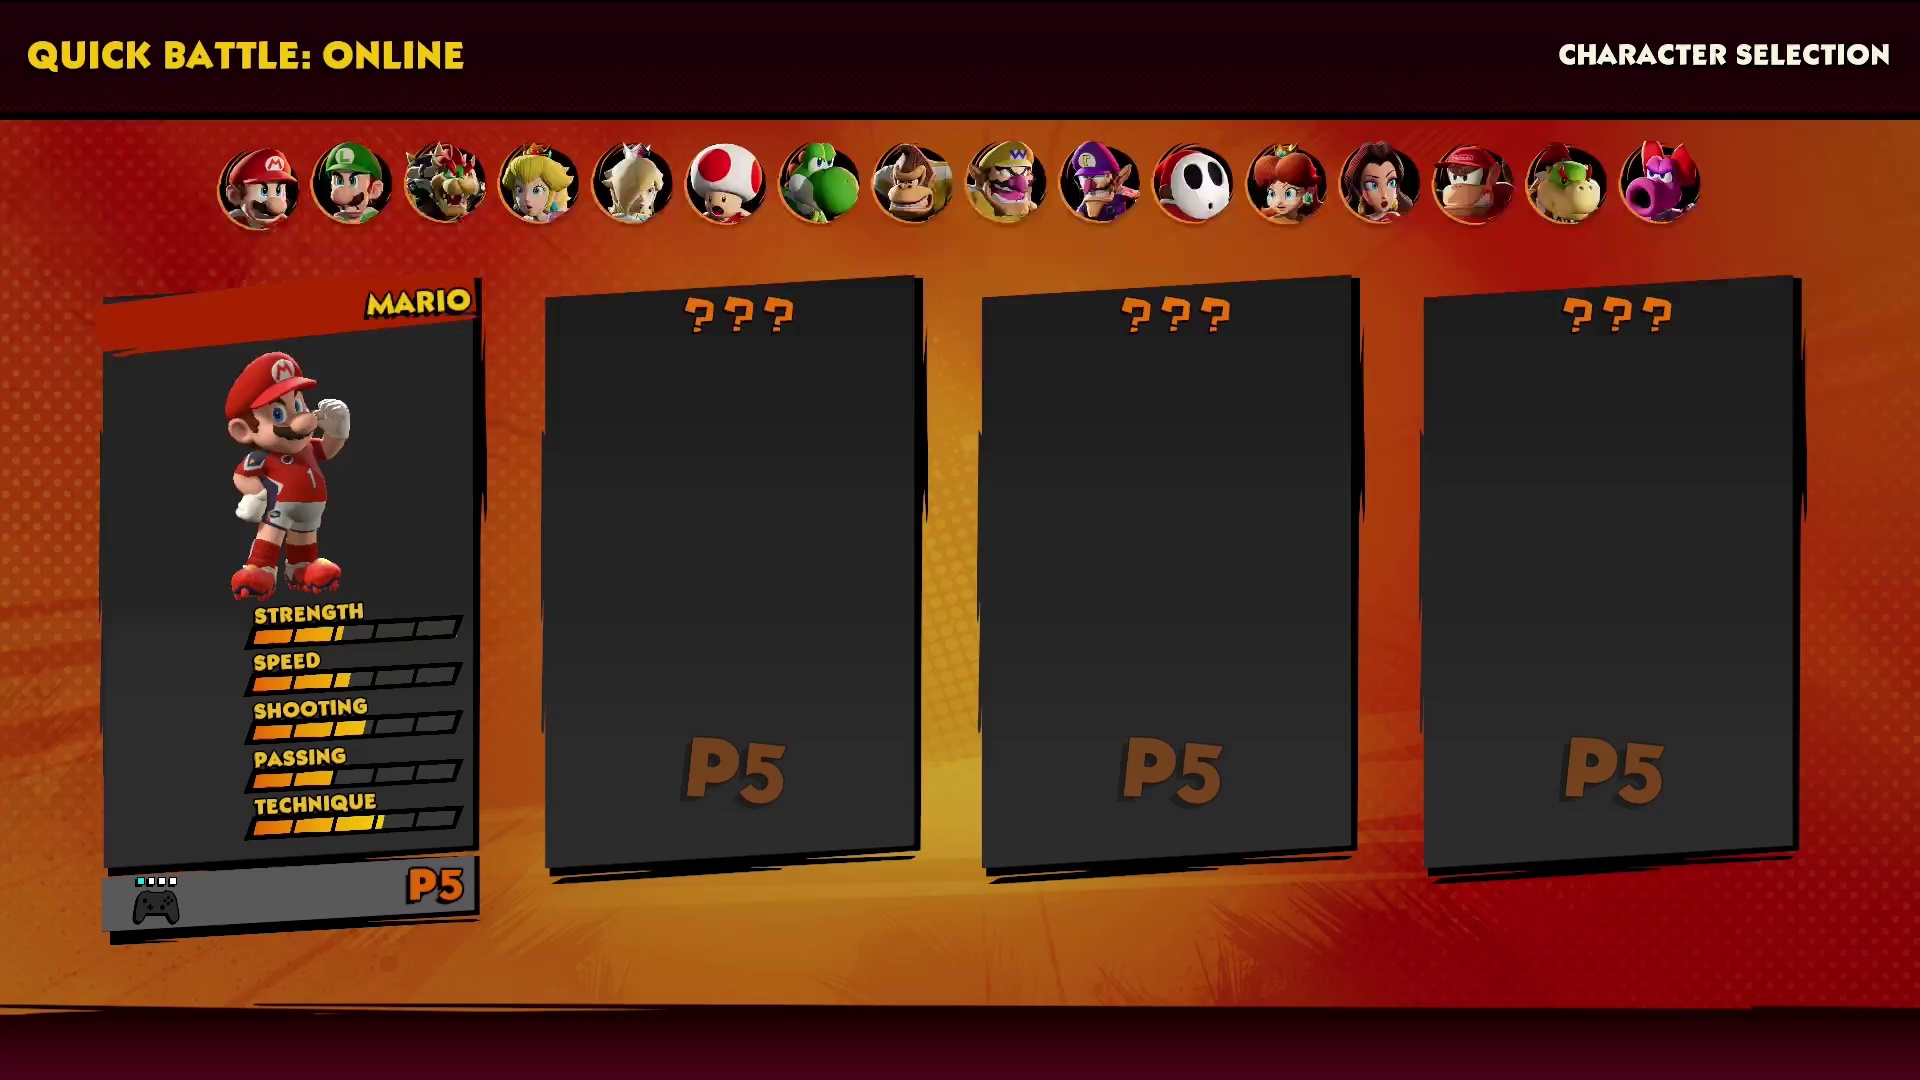 QUICK BATTLE: ONLINE
CHARACTER SELECTION
MARIO
? ? ?
? ? ?
? ? ?
STRENGTH
SPEED
SHOOTING
PASSING
TECHNIQUE
P5
P5
P5
P5